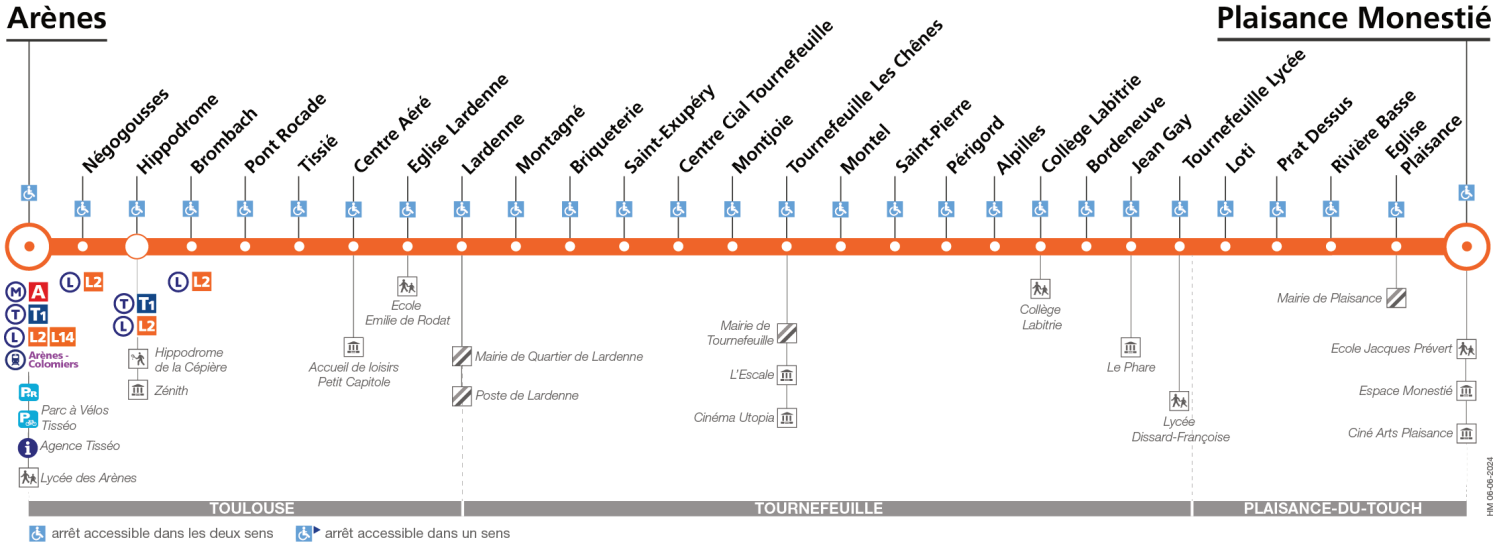 Arènes
Plaisance Monestié
Négogousses
Hippodrome
Brombach
Pont Rocade
Tissié
Centre Aéré
Eglise Lardenne
Lardenne
Montagné
Briqueterie
Saint-Exupéry
Centre Cial Tournefeuille
Montjoie
Tournefeuille Les Chênes
Montel
Saint-Pierre
Périgord
Alpilles
Collège Labitrie
Bordeneuve
Jean Gay
Tournefeuille Lycée
Loti
Prat Dessus
Rivière Basse
Eglise
Plaisance
M A
T T1
L L2 L14
Arènes -
Colomiers
P+R
P
Parc à Vélos
Tisséo
i Agence Tisséo
Lycée des Arènes
L L2
T T1
L L2
Hippodrome
de la Cépière
Zénith
L L2
Accueil de loisirs
Petit Capitole
Ecole
Emilie de Rodat
Mairie de Quartier de Lardenne
Poste de Lardenne
Mairie de
Tournefeuille
L'Escale
Cinéma Utopia
Collège
Labitrie
Le Phare
Lycée
Dissard-Françoise
Mairie de Plaisance
Ecole Jacques Prévert
Espace Monestié
Ciné Arts Plaisance
TOULOUSE
TOURNEFEUILLE
PLAISANCE-DU-TOUCH
arrêt accessible dans les deux sens
arrêt accessible dans un sens
HM 06-06-2024